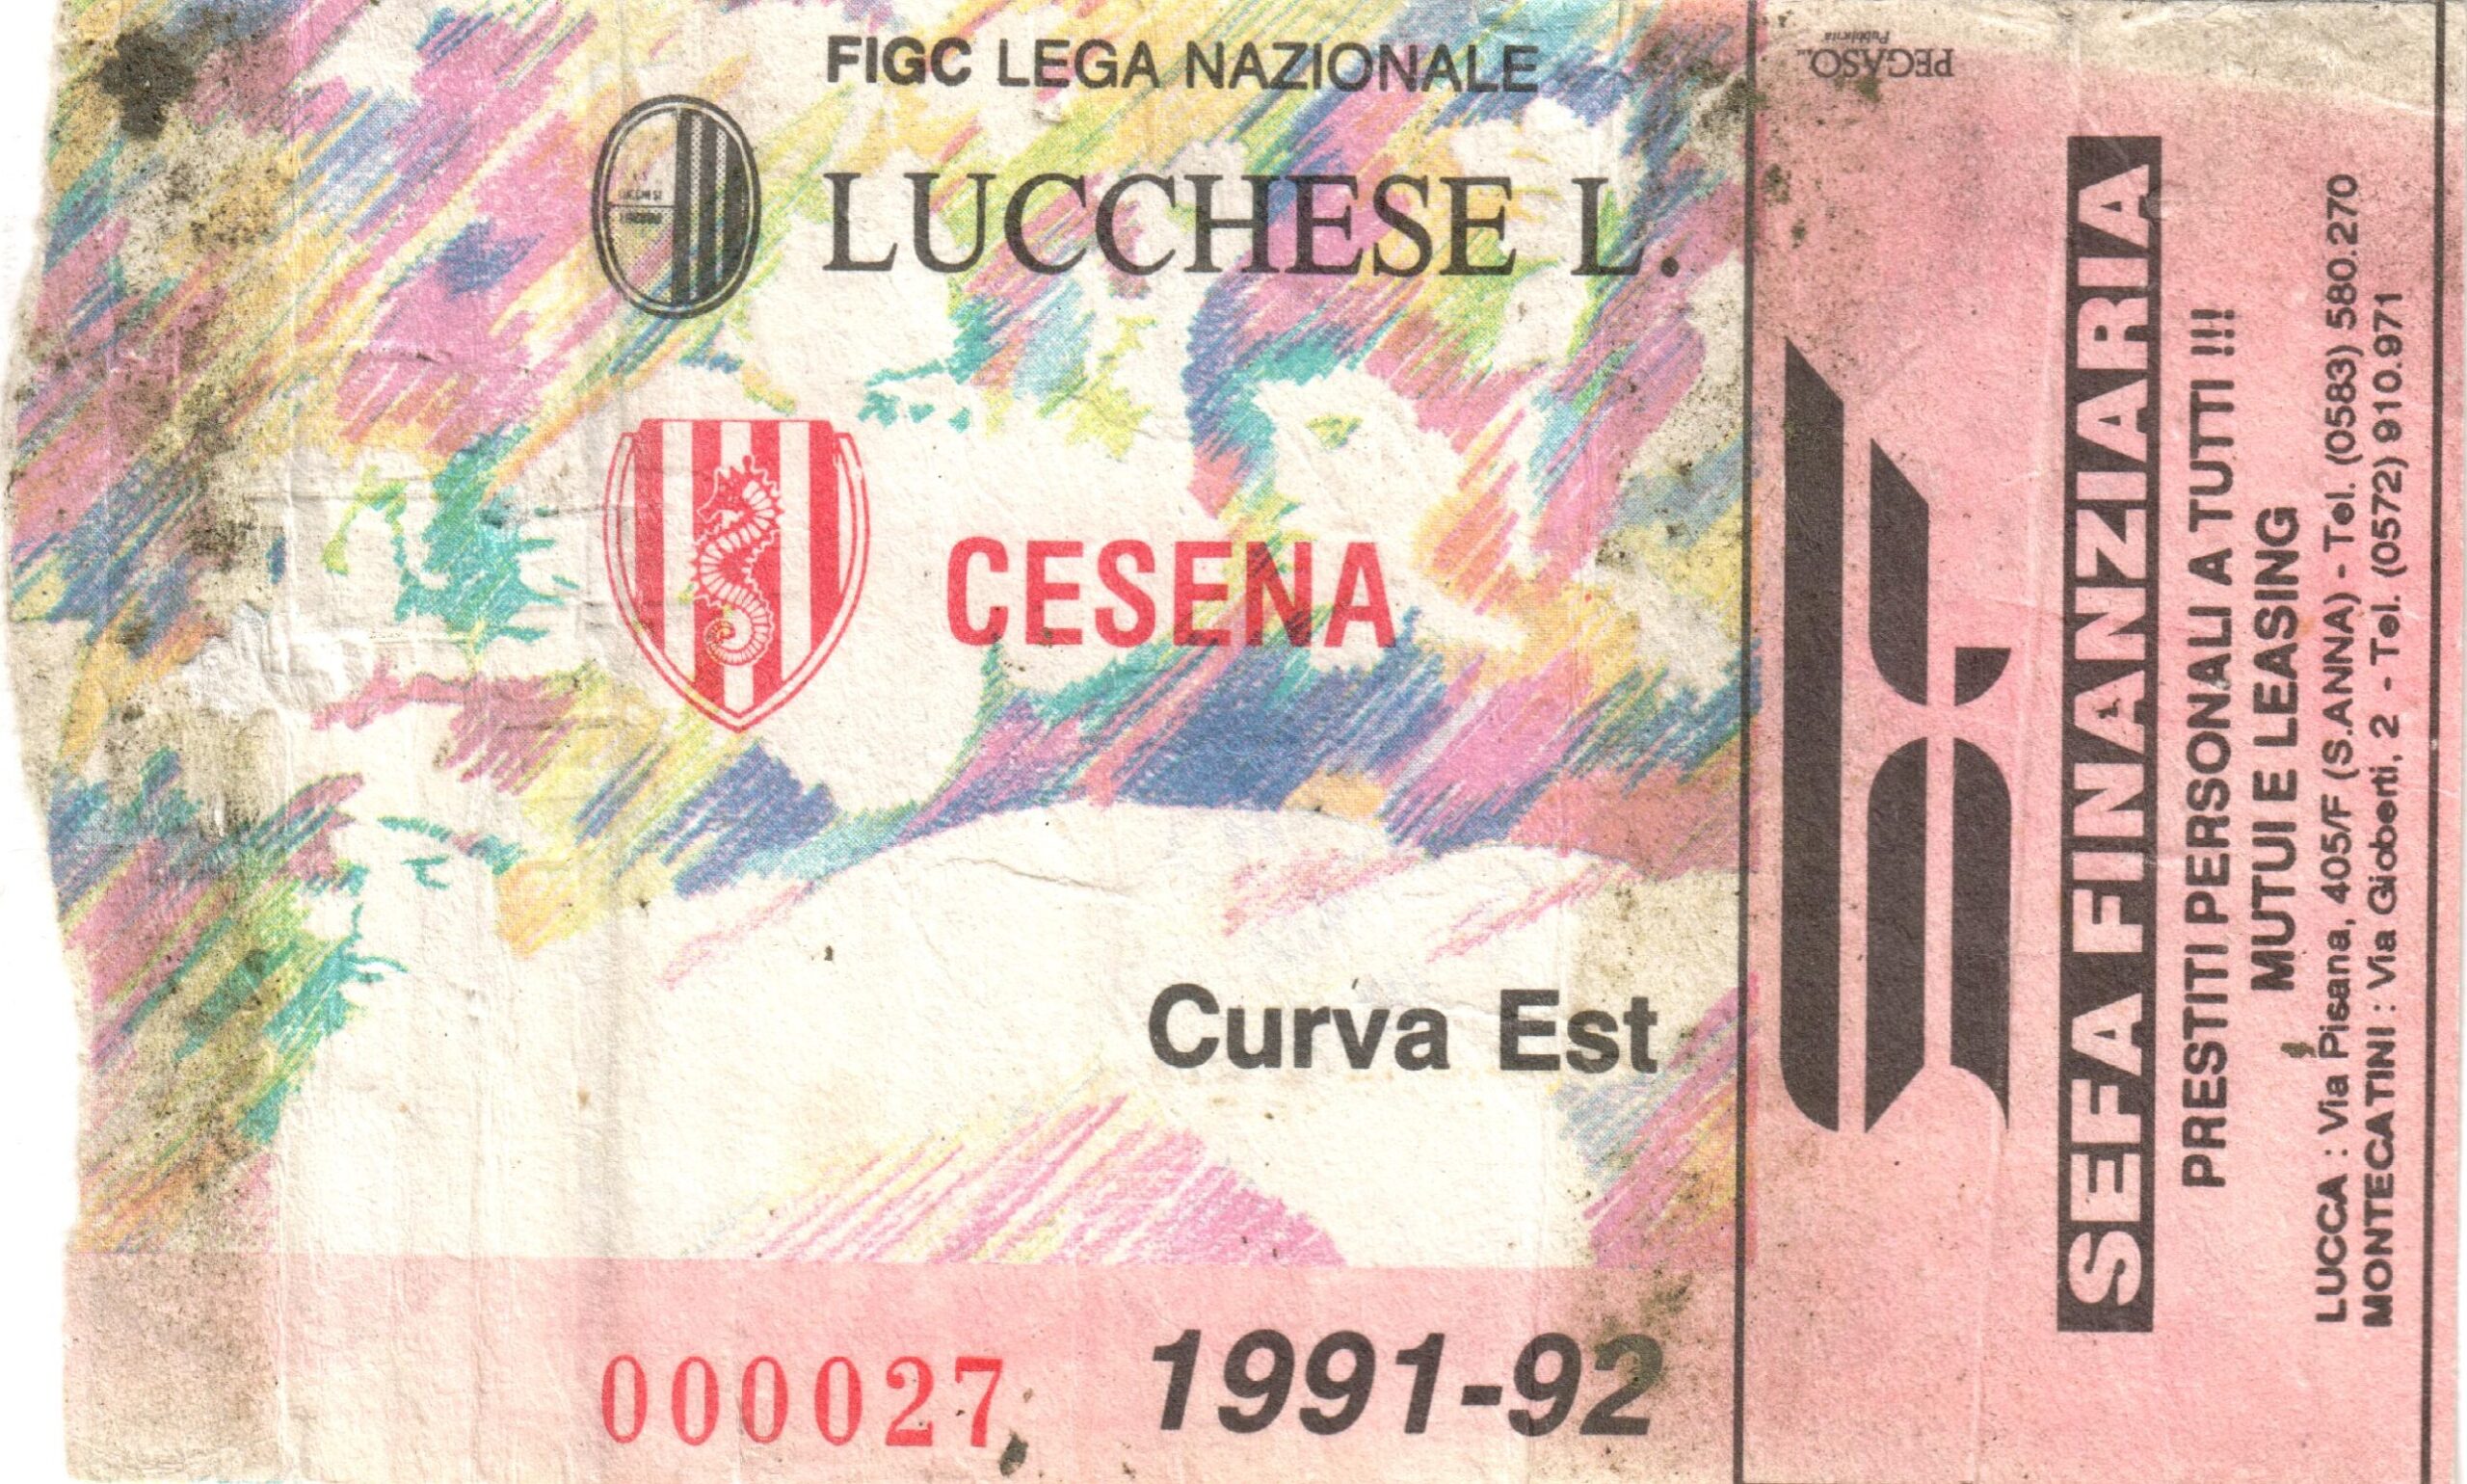 FIGC LEGA NAZIONALE
LUCCHESE L.
CESENA
Curva Est
000027
1991-92
PEGASO
Pubblicità
SEFA FINANZIARIA
PRESTITI PERSONALI A TUTTI !!!
MUTUI E LEASING
LUCCA : Via Pisana, 405/F (S.ANNA) - Tel. (0583) 580.270
MONTECATINI : Via Gioberti, 2 - Tel. (0572) 910.971